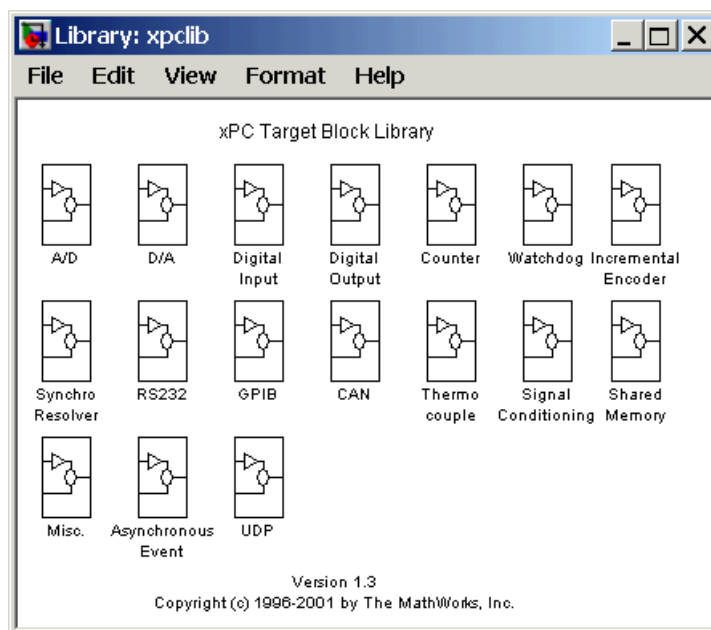 Library: xpclib
File Edit View Format Help
xPC Target Block Library
A/D
D/A
Digital
Input
Digital
Output
Counter
Watchdog
Incremental
Encoder
Synchro
Resolver
RS232
GPIB
CAN
Thermo
couple
Signal
Conditioning
Shared
Memory
Misc.
Asynchronous
Event
UDP
Version 1.3
Copyright (c) 1996-2001 by The MathWorks, Inc.